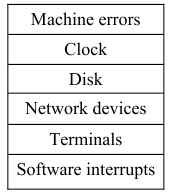 Machine errors
Clock
Disk
Network devices
Terminals
Software interrupts